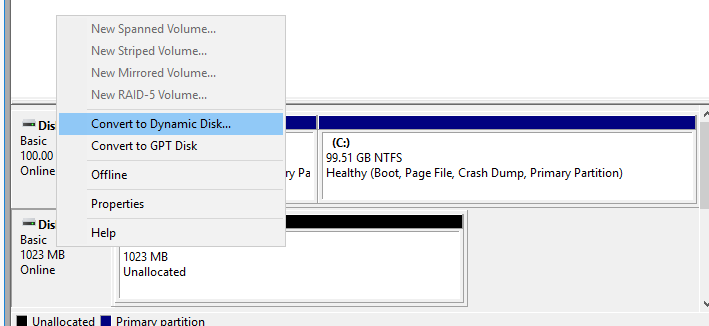 New Spanned Volume...
New Striped Volume...
New Mirrored Volume...
New RAID-5 Volume...
Convert to Dynamic Disk...
Convert to GPT Disk
Offline
Properties
Help
Basic
100.00
Online
(C:)
99.51 GB NTFS
Healthy (Boot, Page File, Crash Dump, Primary Partition)
Basic
1023 MB
Online
1023 MB
Unallocated
Unallocated Primary partition